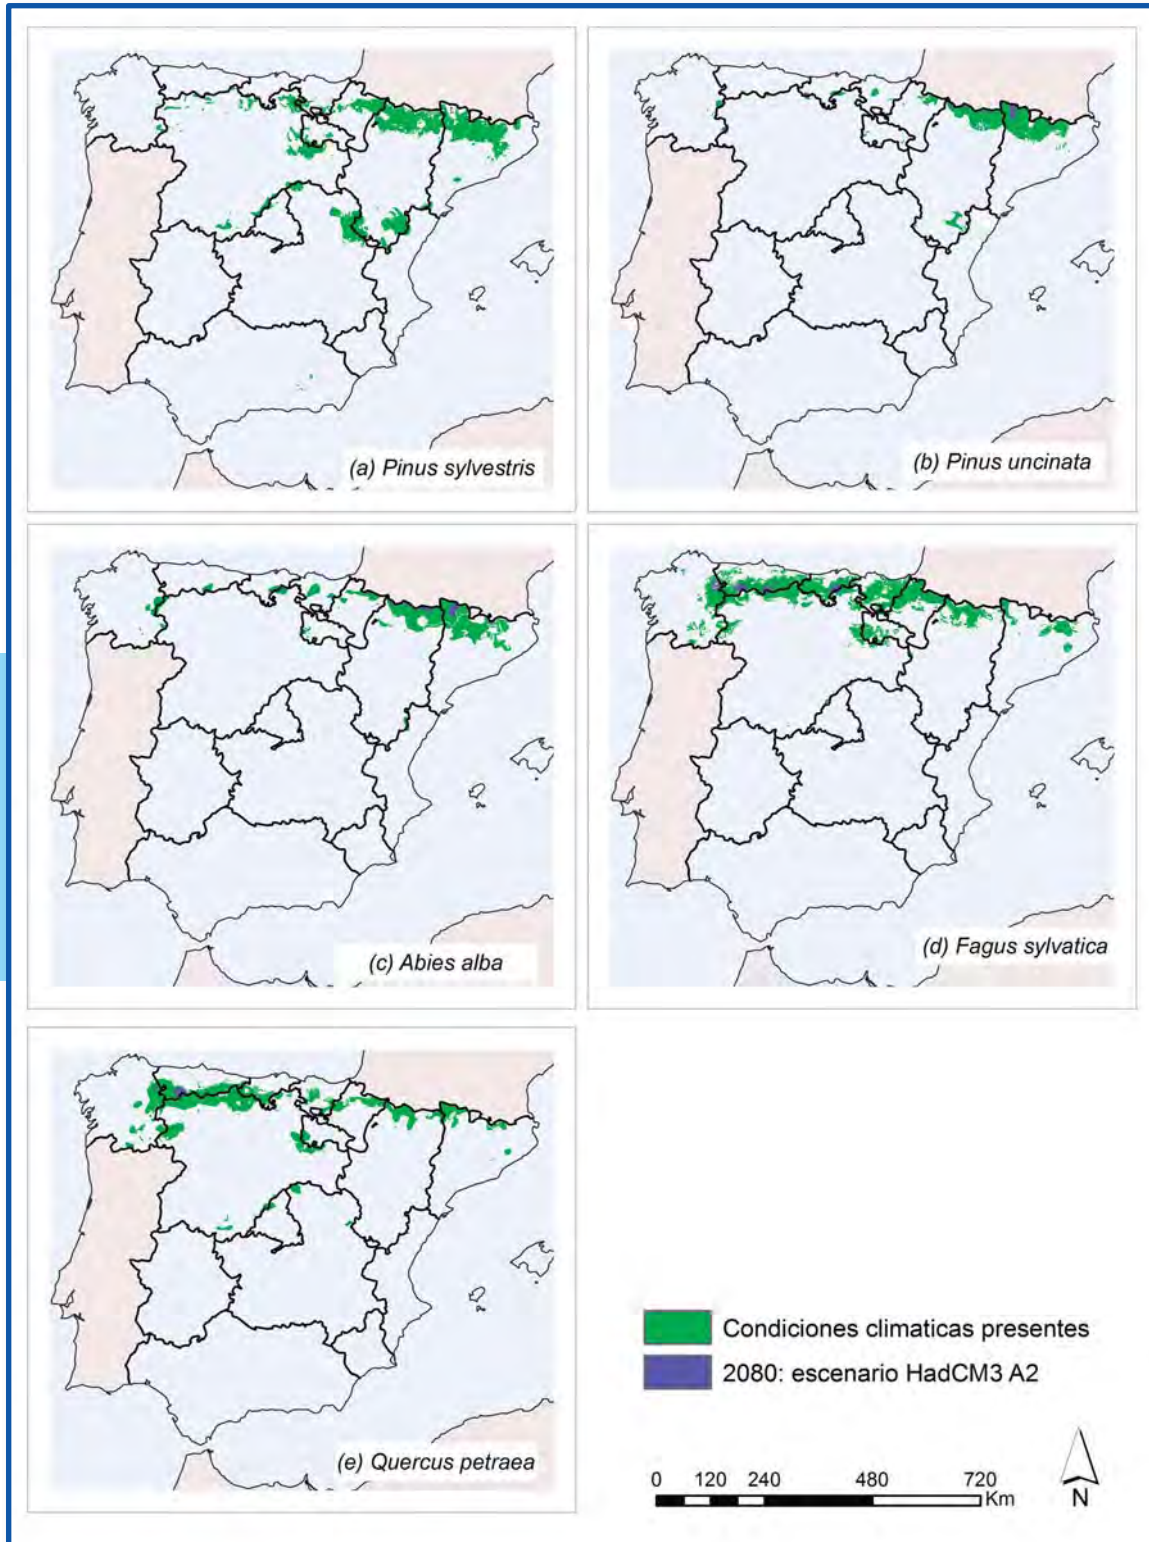 (a) Pinus sylvestris
(b) Pinus uncinata
(c) Abies alba
(d) Fagus sylvatica
(e) Quercus petraea
Condiciones climaticas presentes
2080: escenario HadCM3 A2
0 120 240 480 720
Km
N